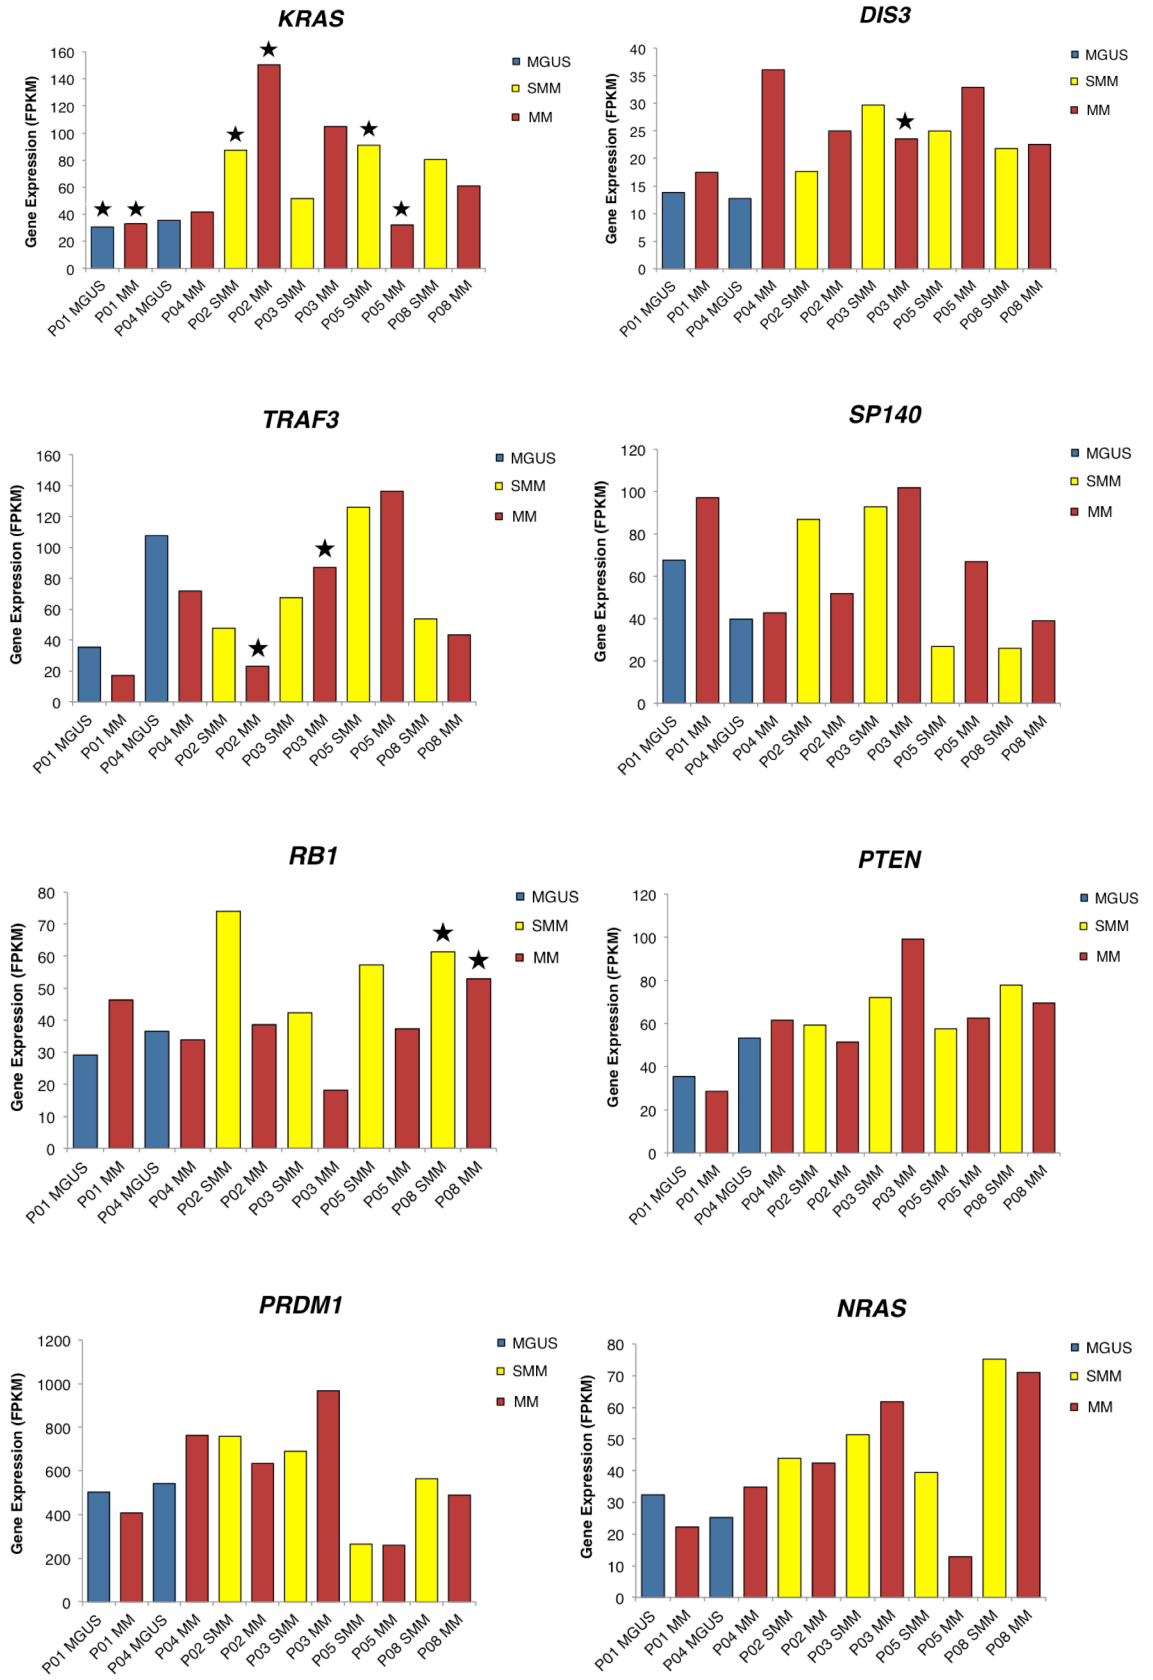 KRAS
Gene Expression (FPKM)
160
140
120
100
80
60
40
20
0
P01 MGUS
P01 MM
P04 MGUS
P04 MM
P02 SMM
P02 MM
P03 SMM
P03 MM
P05 SMM
P05 MM
P08 SMM
P08 MM
MGUS
SMM
MM
DIS3
Gene Expression (FPKM)
40
35
30
25
20
15
10
5
0
P01 MGUS
P01 MM
P04 MGUS
P04 MM
P02 SMM
P02 MM
P03 SMM
P03 MM
P05 SMM
P05 MM
P08 SMM
P08 MM
MGUS
SMM
MM
TRAF3
Gene Expression (FPKM)
160
140
120
100
80
60
40
20
0
P01 MGUS
P01 MM
P04 MGUS
P04 MM
P02 SMM
P02 MM
P03 SMM
P03 MM
P05 SMM
P05 MM
P08 SMM
P08 MM
MGUS
SMM
MM
SP140
Gene Expression (FPKM)
120
100
80
60
40
20
0
P01 MGUS
P01 MM
P04 MGUS
P04 MM
P02 SMM
P02 MM
P03 SMM
P03 MM
P05 SMM
P05 MM
P08 SMM
P08 MM
MGUS
SMM
MM
RB1
Gene Expression (FPKM)
80
70
60
50
40
30
20
10
0
P01 MGUS
P01 MM
P04 MGUS
P04 MM
P02 SMM
P02 MM
P03 SMM
P03 MM
P05 SMM
P05 MM
P08 SMM
P08 MM
MGUS
SMM
MM
PTEN
Gene Expression (FPKM)
120
100
80
60
40
20
0
P01 MGUS
P01 MM
P04 MGUS
P04 MM
P02 SMM
P02 MM
P03 SMM
P03 MM
P05 SMM
P05 MM
P08 SMM
P08 MM
MGUS
SMM
MM
PRDM1
Gene Expression (FPKM)
1200
1000
800
600
400
200
0
P01 MGUS
P01 MM
P04 MGUS
P04 MM
P02 SMM
P02 MM
P03 SMM
P03 MM
P05 SMM
P05 MM
P08 SMM
P08 MM
MGUS
SMM
MM
NRAS
Gene Expression (FPKM)
80
70
60
50
40
30
20
10
0
P01 MGUS
P01 MM
P04 MGUS
P04 MM
P02 SMM
P02 MM
P03 SMM
P03 MM
P05 SMM
P05 MM
P08 SMM
P08 MM
MGUS
SMM
MM